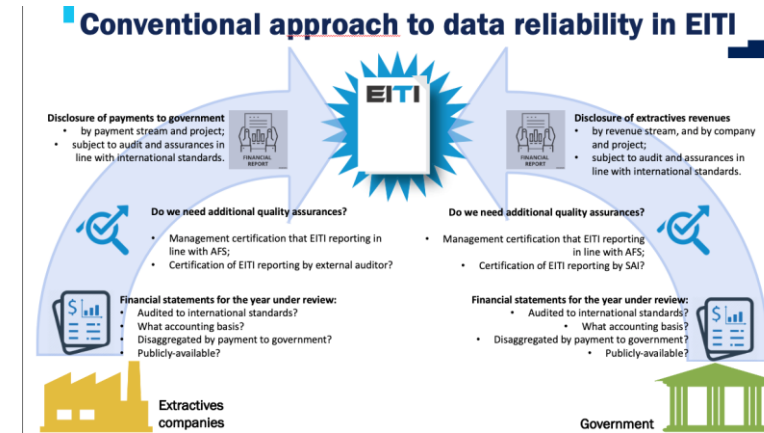 Conventional approach to data reliability in EITI
EITI
Disclosure of payments to government
• by payment stream and project;
• subject to audit and assurances in
line with international standards.
FINANCIAL
REPORT
Disclosure of extractives revenues
• by revenue stream, and by company
and project;
• subject to audit and assurances in
line with international standards.
FINANCIAL
REPORT
Do we need additional quality assurances?
• Management certification that EITI reporting in
line with AFS;
• Certification of EITI reporting by external auditor?
Do we need additional quality assurances?
• Management certification that EITI reporting
in line with AFS;
• Certification of EITI reporting by SAI?
$
Financial statements for the year under review:
• Audited to international standards?
• What accounting basis?
• Disaggregated by payment to government?
• Publicly-available?
Financial statements for the year under review:
• Audited to international standards?
• What accounting basis?
• Disaggregated by payment to government?
• Publicly-available?
$
Extractives
companies
Government